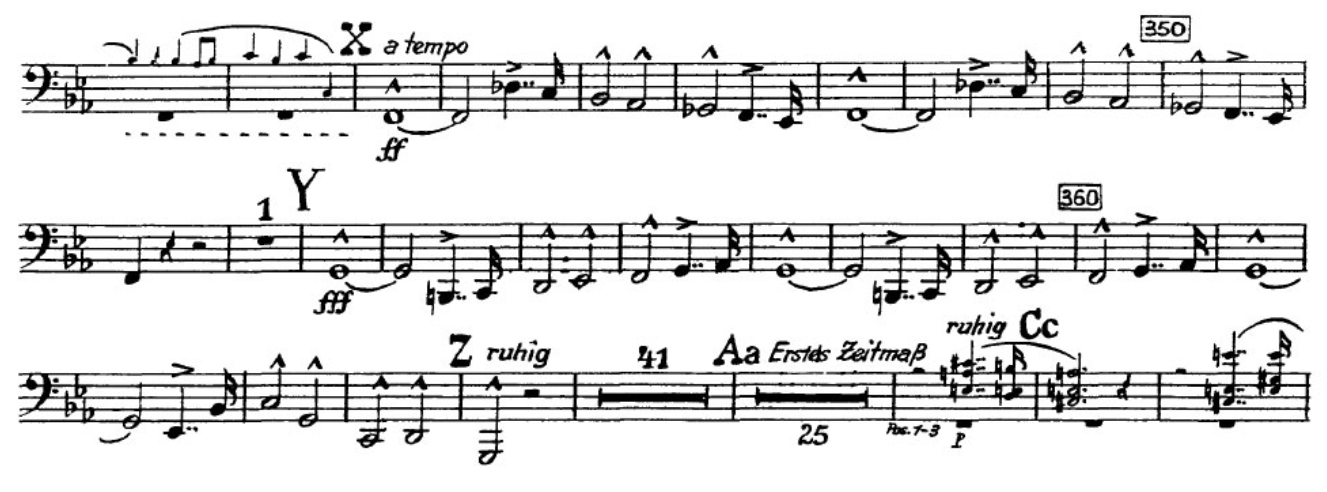 X a tempo 350
ff
1 Y 360
fff
Z ruhig 41 Aa Erstes Zeitmaß ruhig Cc
25 Pos. 1-3 p